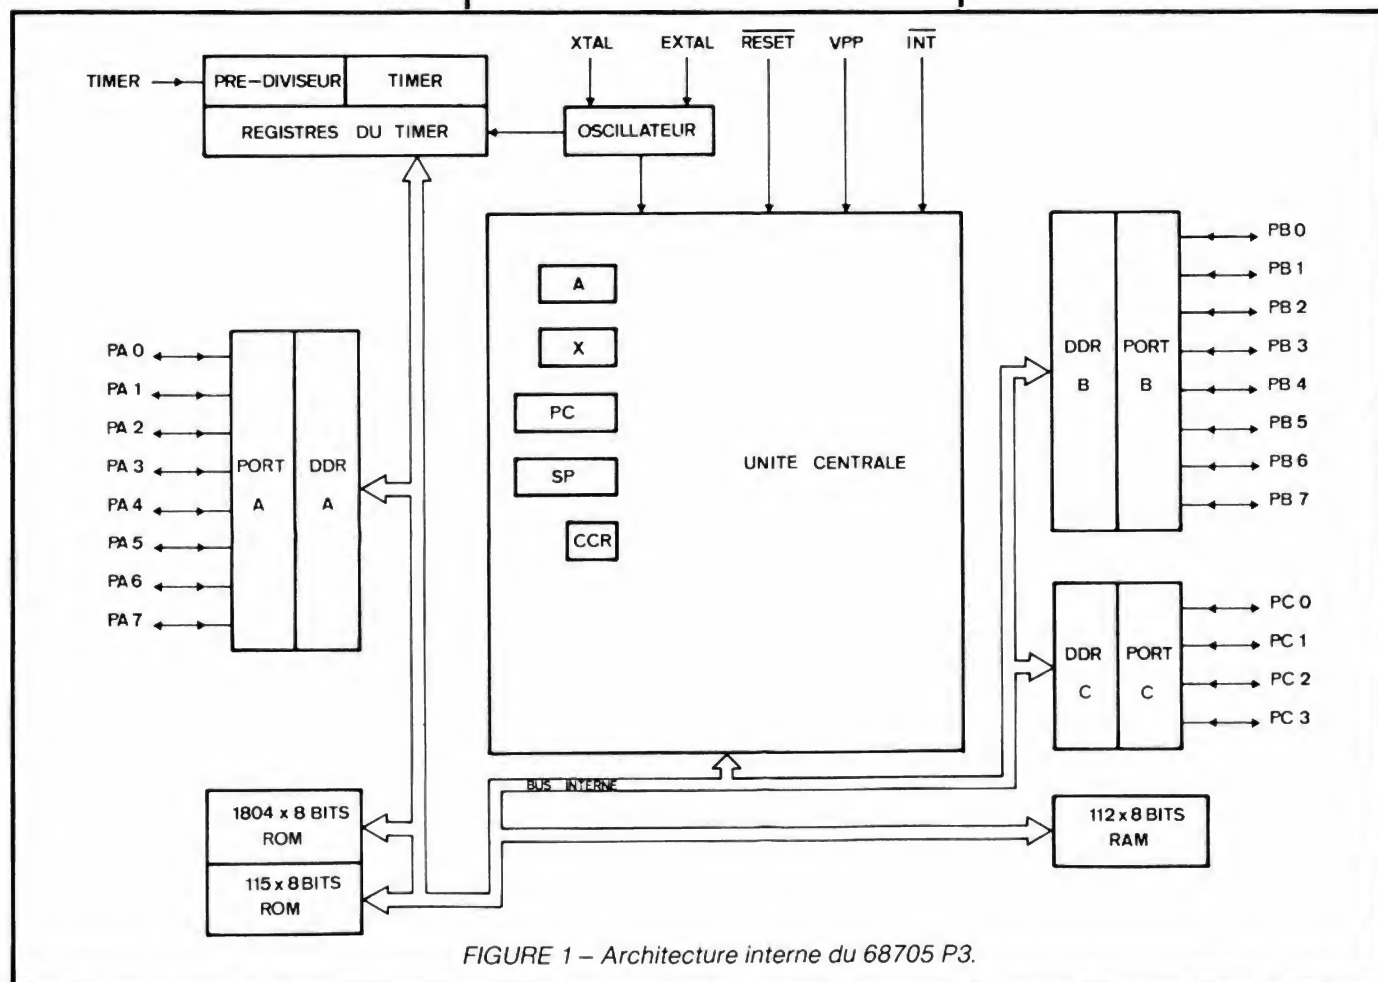 XTAL EXTAL RESET VPP INT
TIMER PRE-DIVISEUR TIMER
REGISTRES DU TIMER
OSCILLATEUR
A
X
PC
SP
CCR
UNITE CENTRALE
PA 0
PA 1
PA 2
PA 3
PA 4
PA 5
PA 6
PA 7
PORT A
DDR A
DDR B
PORT B
PB 0
PB 1
PB 2
PB 3
PB 4
PB 5
PB 6
PB 7
DDR C
PORT C
PC 0
PC 1
PC 2
PC 3
BUS INTERNE
1804 x 8 BITS
ROM
115 x 8 BITS
ROM
112 x 8 BITS
RAM
FIGURE 1 – Architecture interne du 68705 P3.